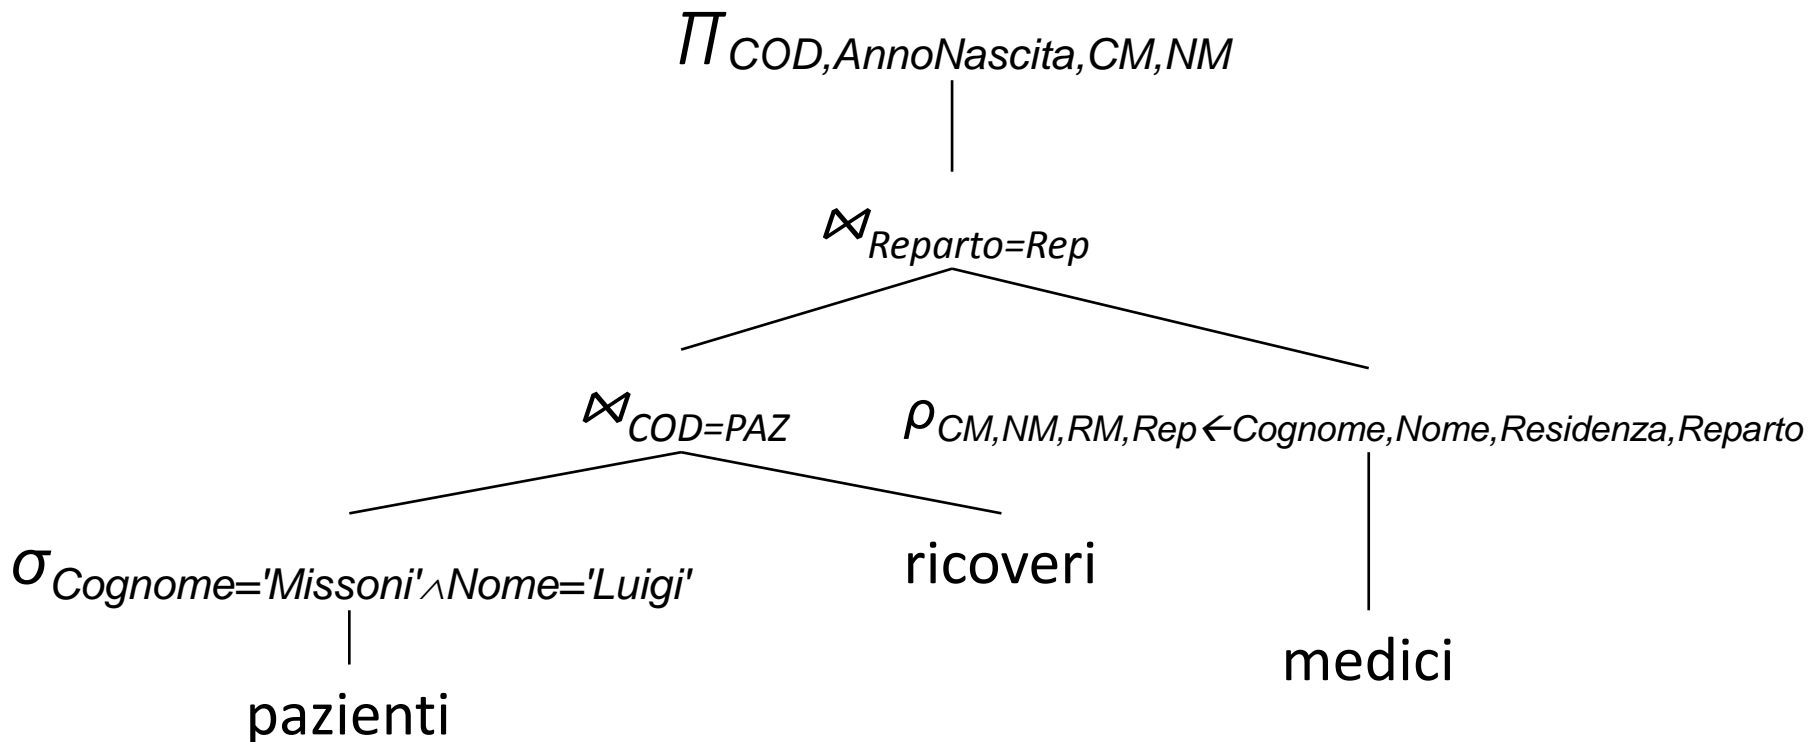 Π COD,AnnoNascita,CM,NM
⋈ Reparto=Rep
⋈ COD=PAZ
ρ CM,NM,RM,Rep←Cognome,Nome,Residenza,Reparto
σ Cognome='Missoni'∧Nome='Luigi'
ricoveri
medici
pazienti